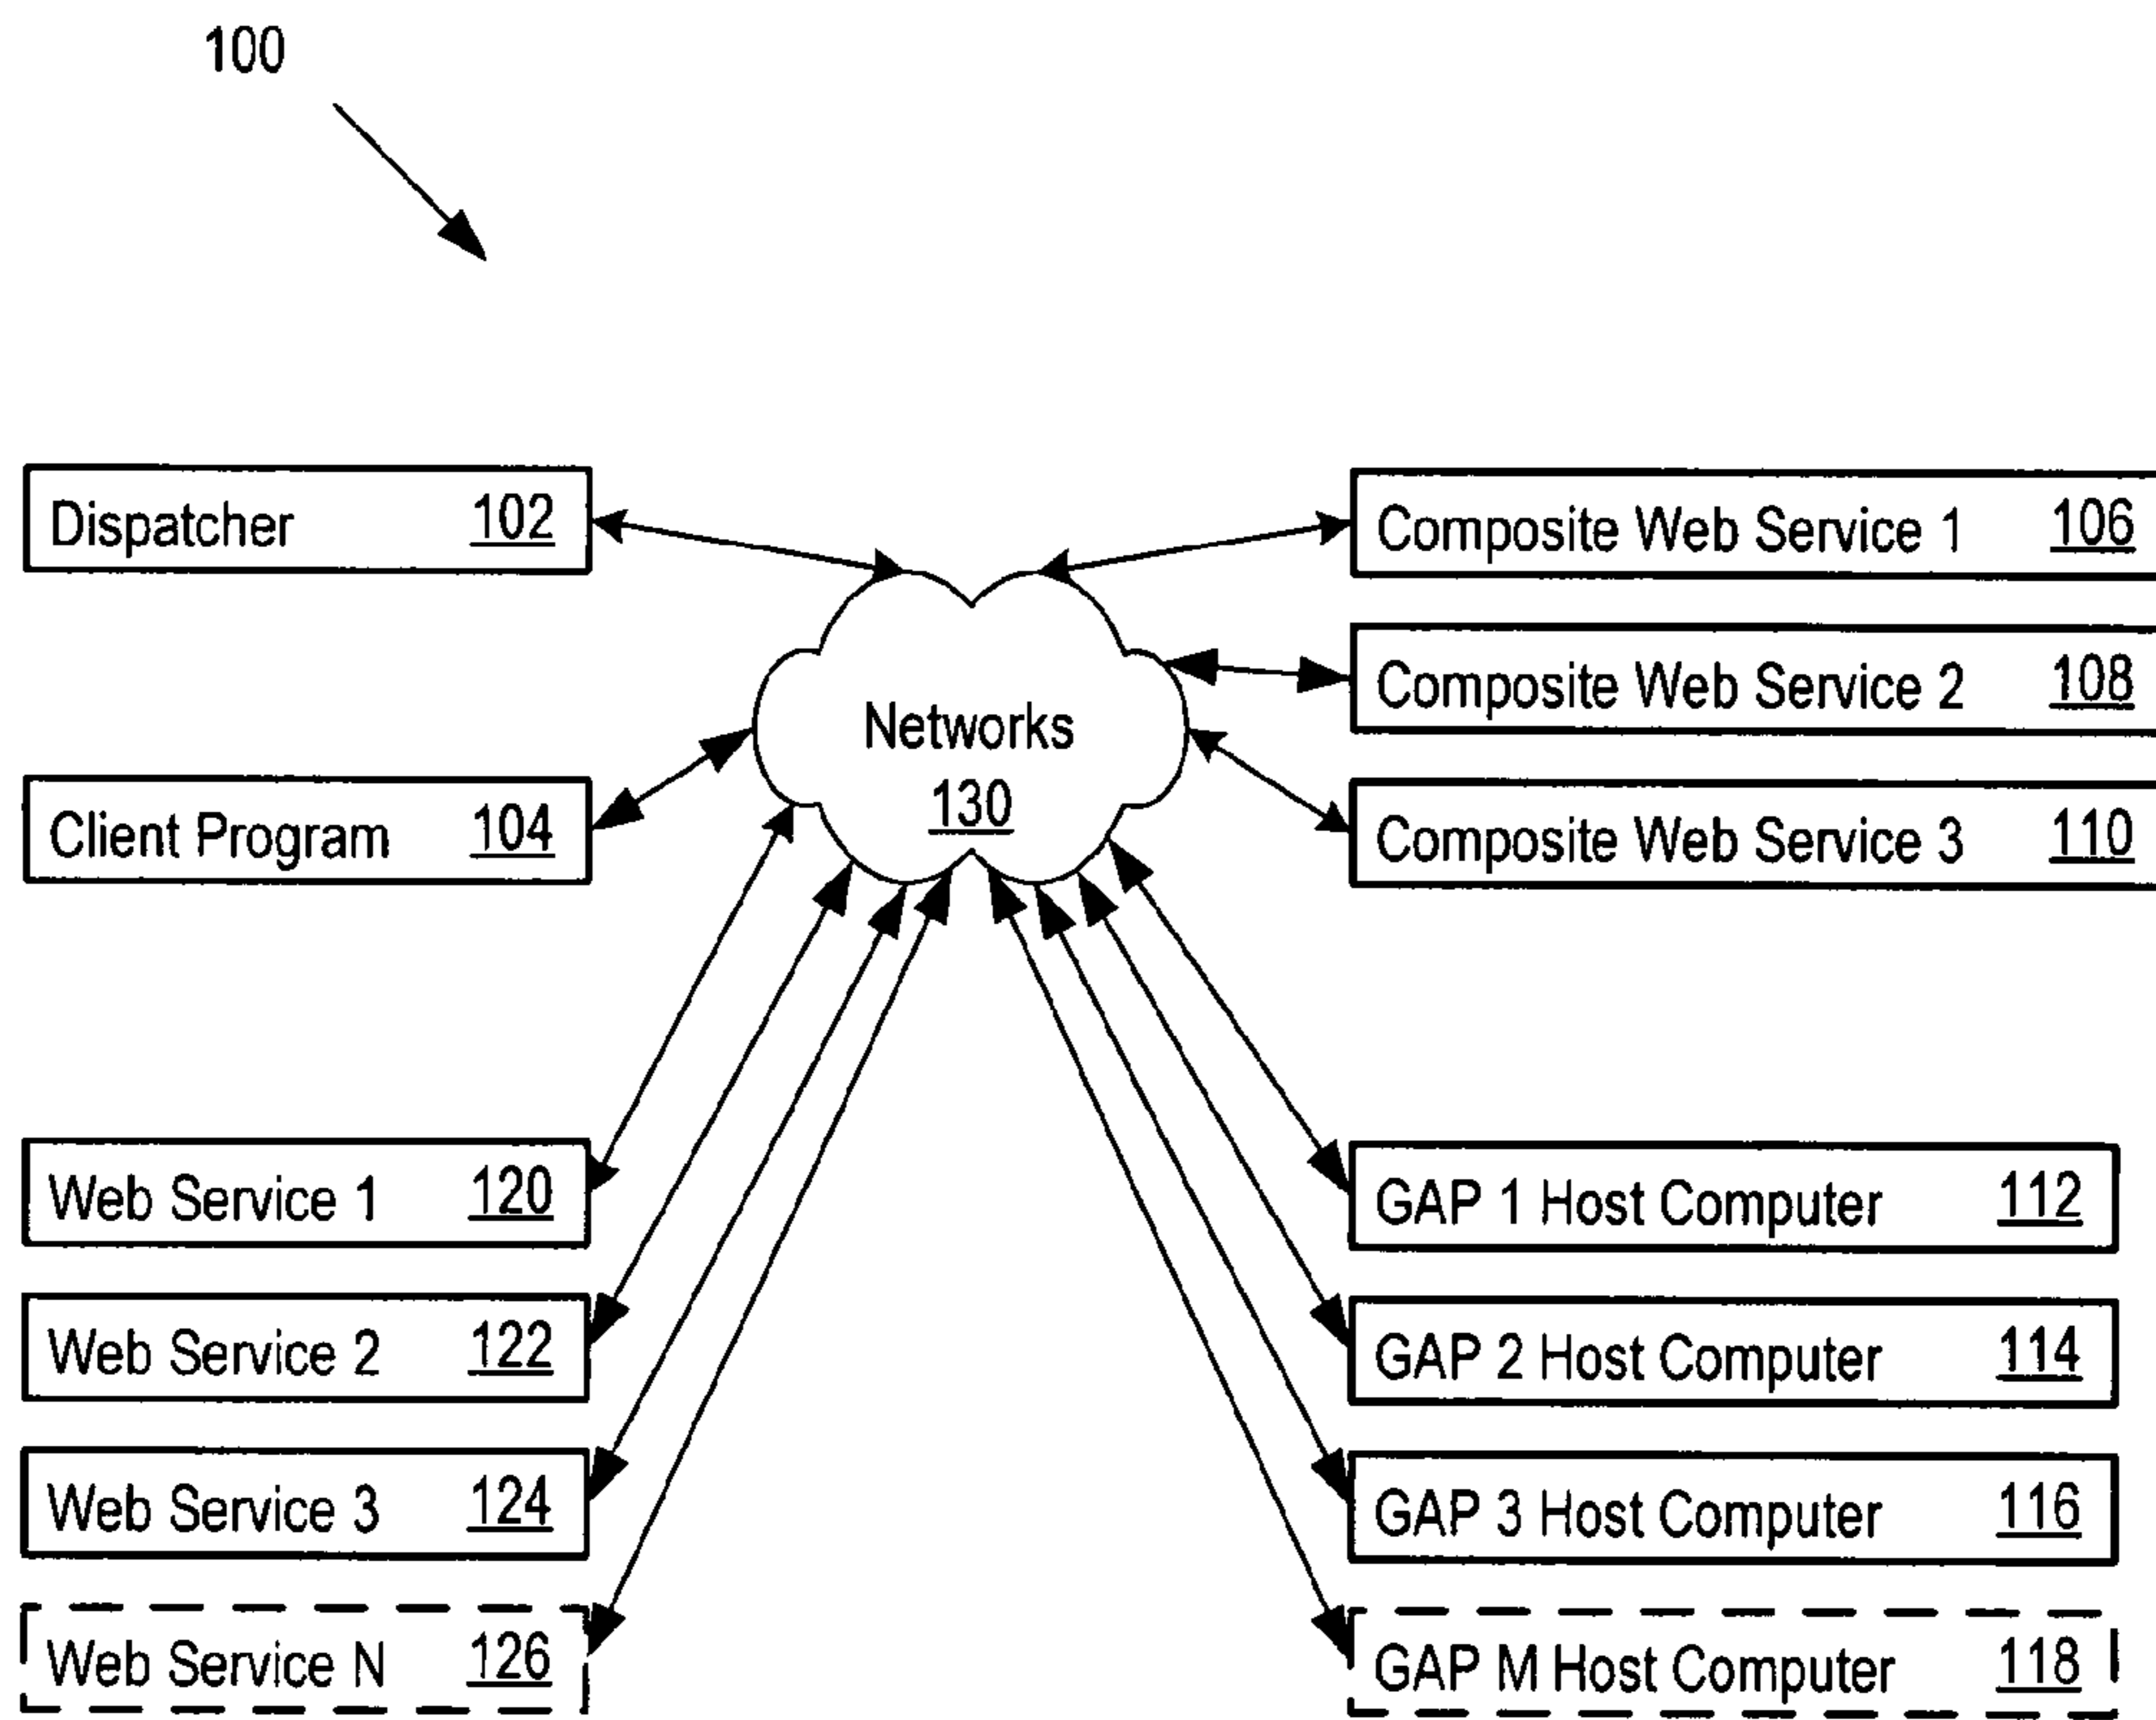 100
Dispatcher 102
Composite Web Service 1 106
Composite Web Service 2 108
Networks
130
Client Program 104
Composite Web Service 3 110
Web Service 1 120
GAP 1 Host Computer 112
Web Service 2 122
GAP 2 Host Computer 114
Web Service 3 124
GAP 3 Host Computer 116
Web Service N 126
GAP M Host Computer 118